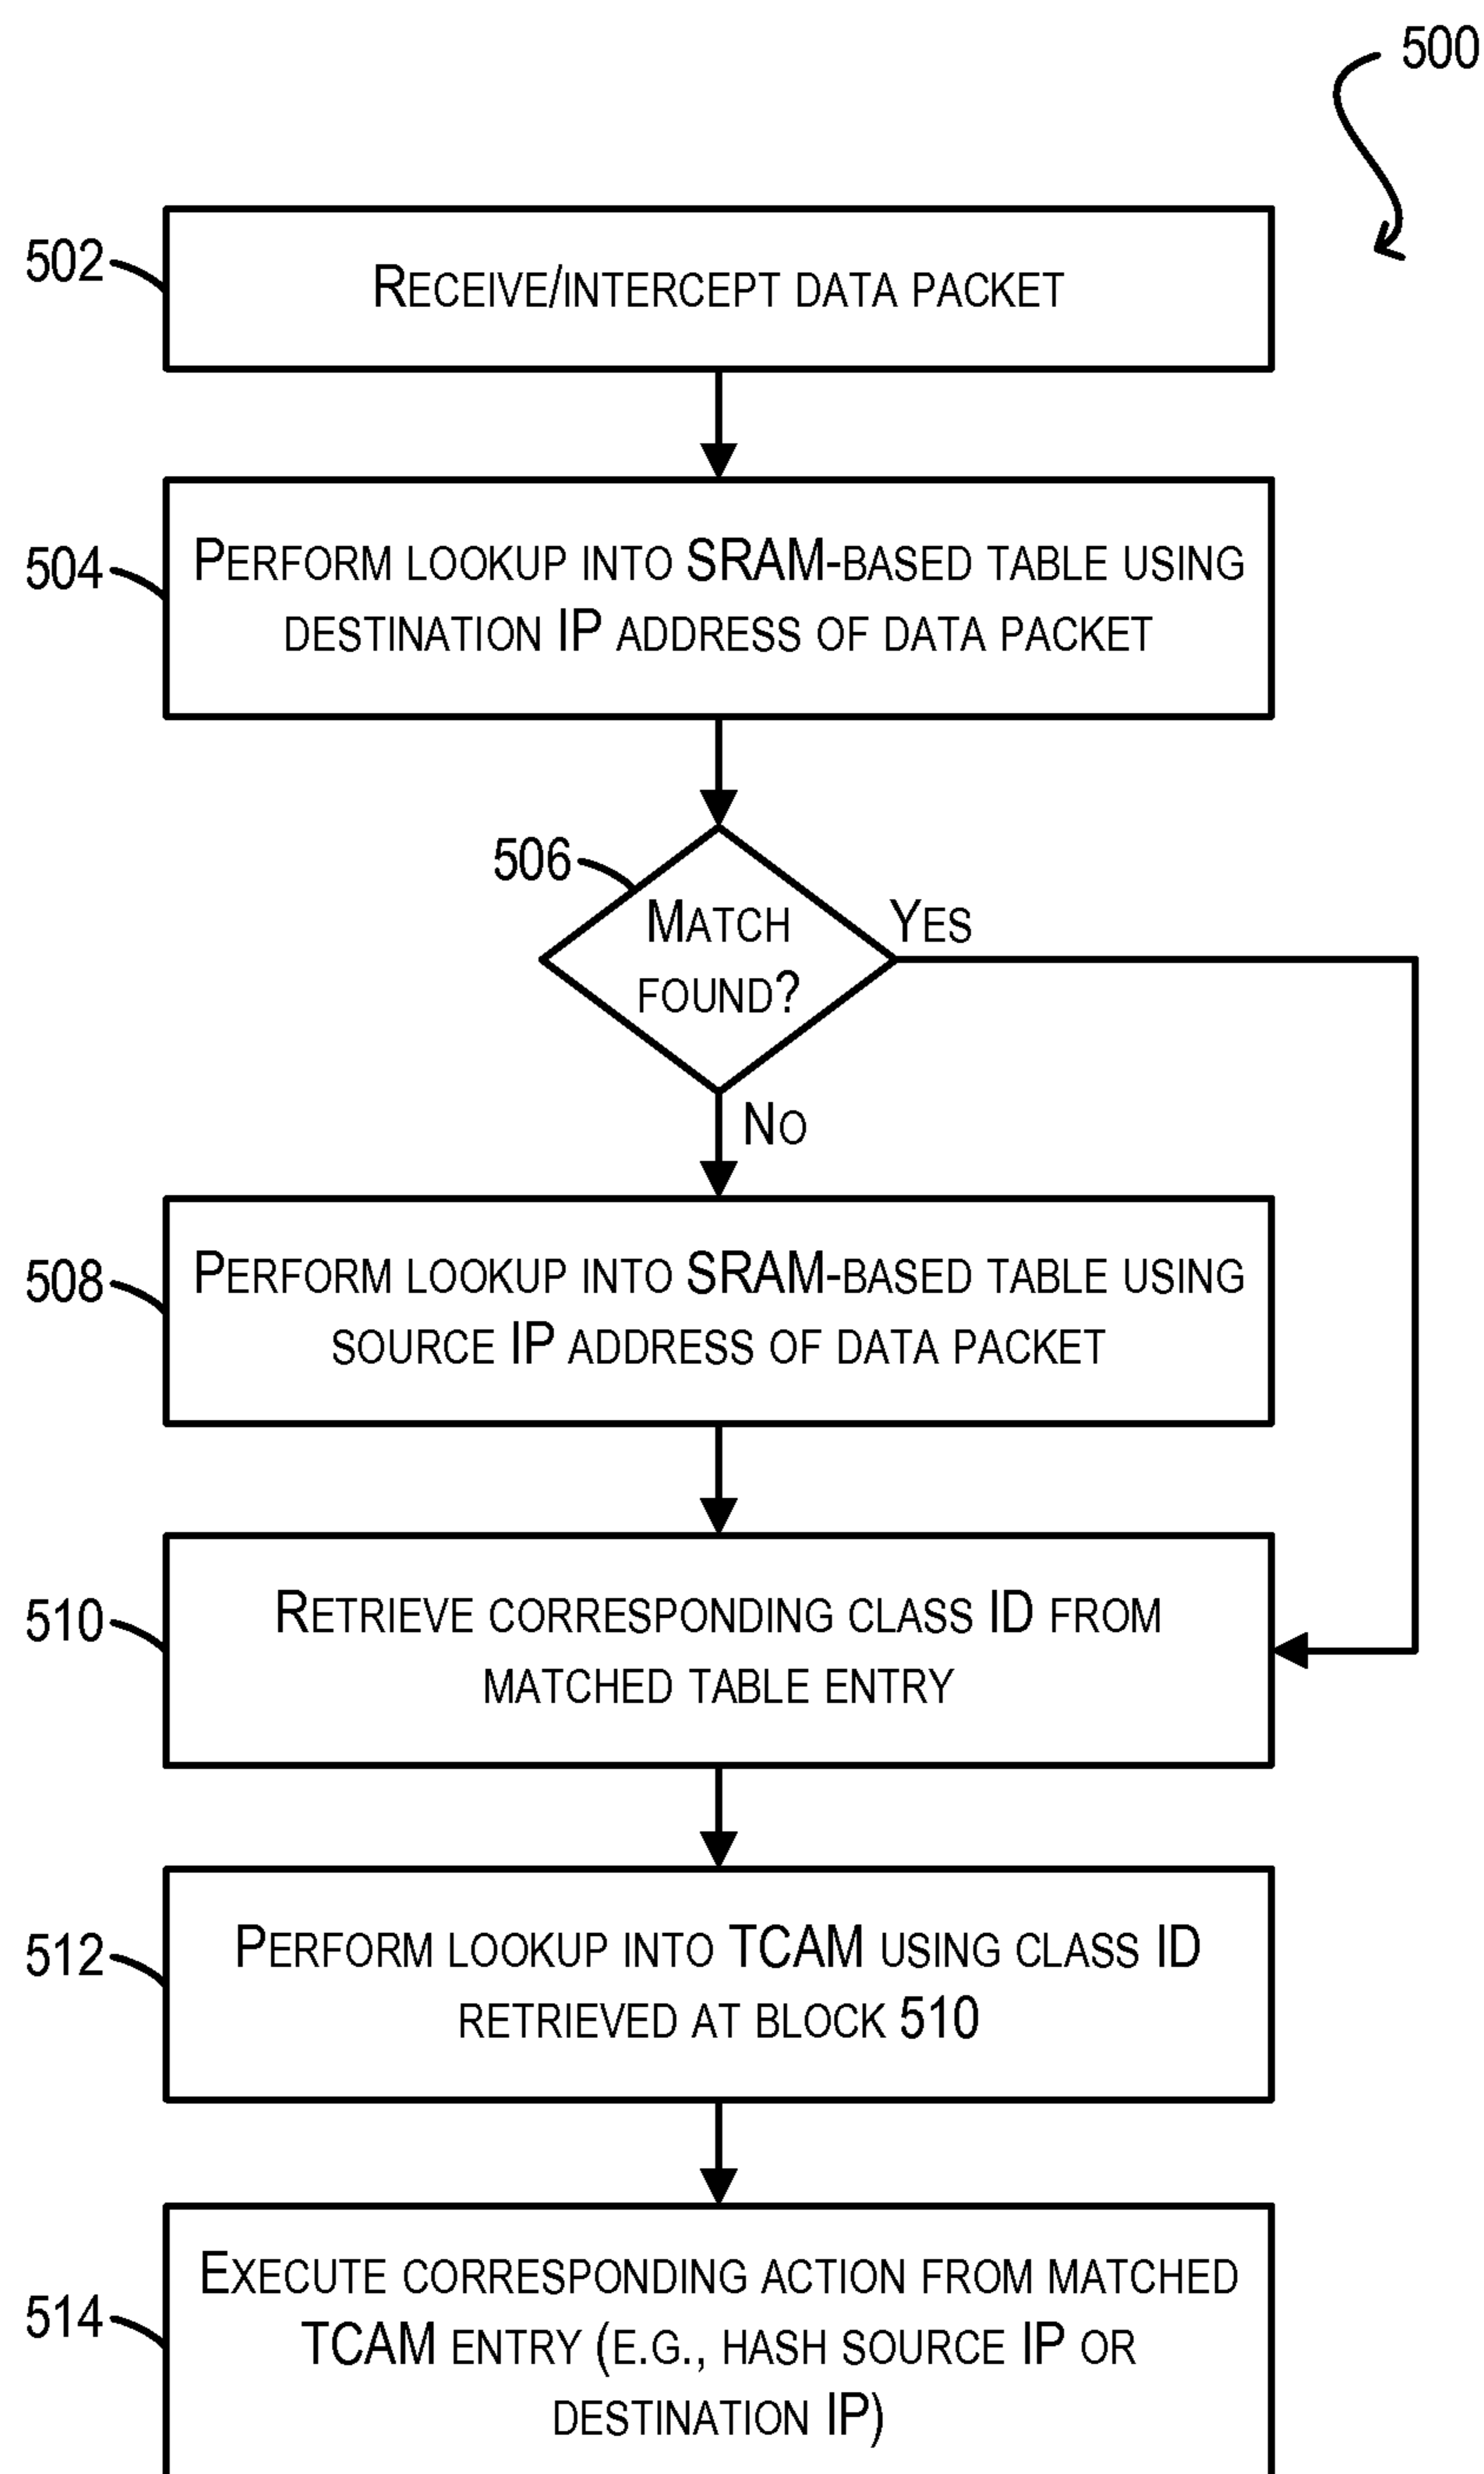 500
502
RECEIVE/INTERCEPT DATA PACKET
504
PERFORM LOOKUP INTO SRAM-BASED TABLE USING
DESTINATION IP ADDRESS OF DATA PACKET
506
MATCH
FOUND?
YES
NO
508
PERFORM LOOKUP INTO SRAM-BASED TABLE USING
SOURCE IP ADDRESS OF DATA PACKET
510
RETRIEVE CORRESPONDING CLASS ID FROM
MATCHED TABLE ENTRY
512
PERFORM LOOKUP INTO TCAM USING CLASS ID
RETRIEVED AT BLOCK 510
514
EXECUTE CORRESPONDING ACTION FROM MATCHED
TCAM ENTRY (E.G., HASH SOURCE IP OR
DESTINATION IP)